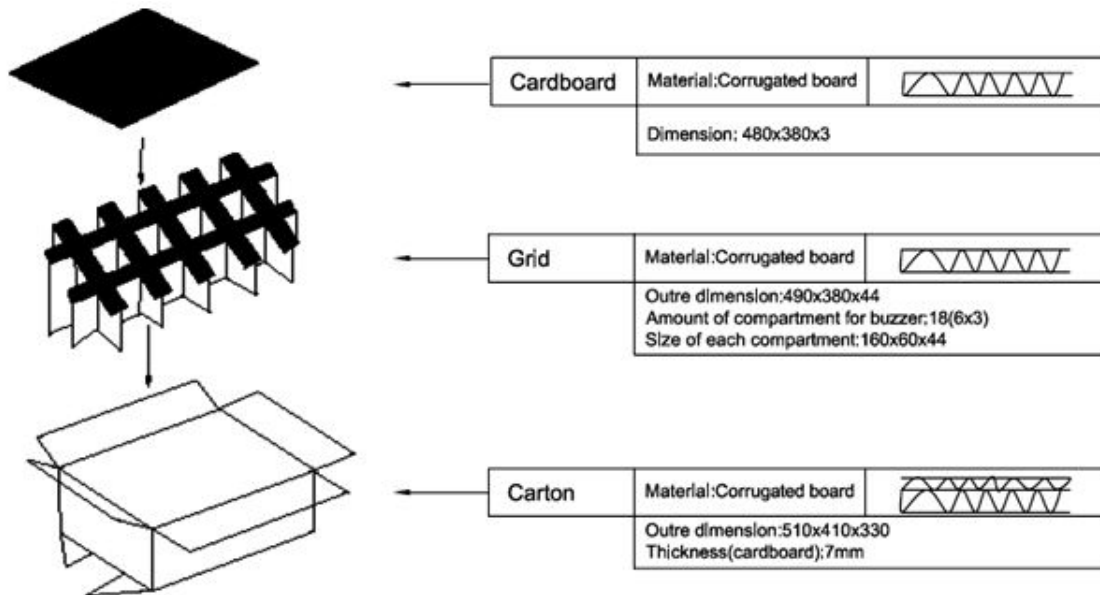 Cardboard
Material:Corrugated board
Dimension: 480x380x3
Grid
Material:Corrugated board
Outre dimension:490x380x44
Amount of compartment for buzzer:18(6x3)
Size of each compartment:160x60x44
Carton
Material:Corrugated board
Outre dimension:510x410x330
Thickness(cardboard):7mm